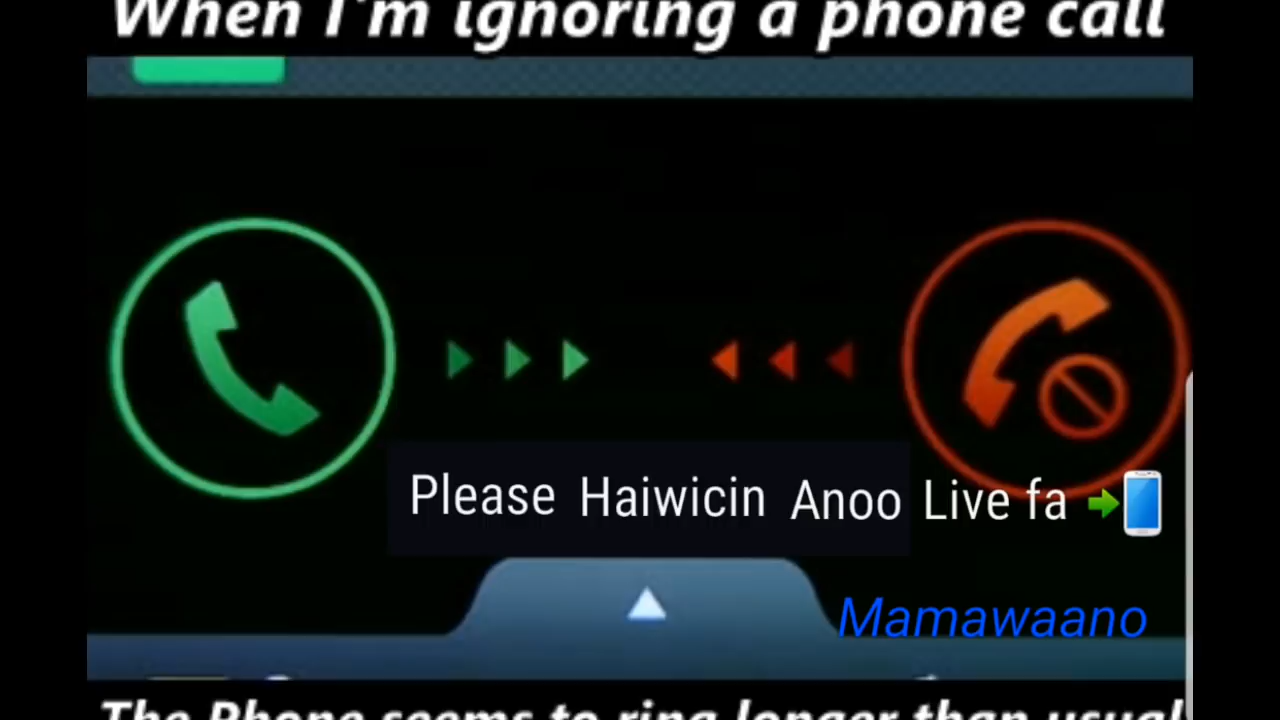 When I'm ignoring a phone call
Please Haiwicin Anoo Live fa
Mamawaano
The Phone seems to ring longer than usual